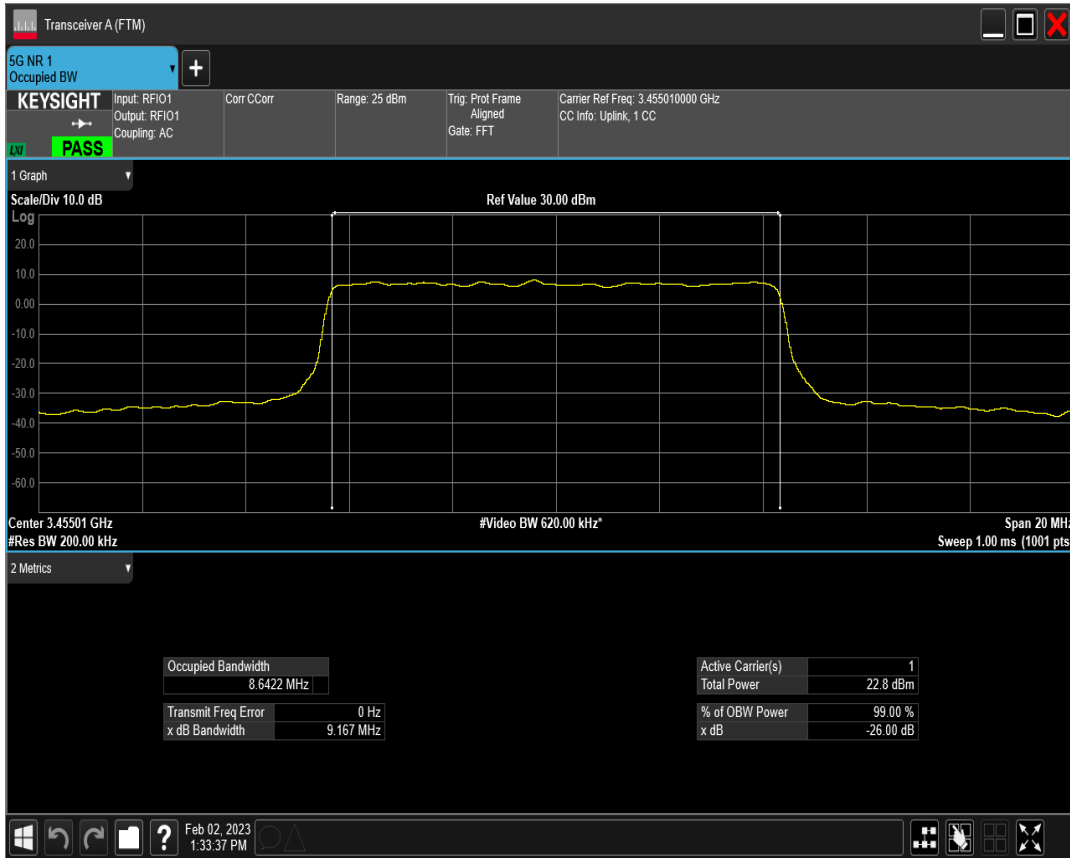 Transceiver A (FTM)
5G NR 1
Occupied BW
+
KEYSIGHT
LXI
PASS
Input: RFIO1
Output: RFIO1
Coupling: AC
Corr CCorr
Range: 25 dBm
Trig: Prot Frame
Aligned
Gate: FFT
Carrier Ref Freq: 3.455010000 GHz
CC Info: Uplink, 1 CC
1 Graph
Scale/Div 10.0 dB
Ref Value 30.00 dBm
Log
20.0
10.0
0.00
-10.0
-20.0
-30.0
-40.0
-50.0
-60.0
Center 3.45501 GHz
#Video BW 620.00 kHz*
Span 20 MHz
#Res BW 200.00 kHz
Sweep 1.00 ms (1001 pts
2 Metrics
Occupied Bandwidth
8.6422 MHz
Transmit Freq Error 0 Hz
x dB Bandwidth 9.167 MHz
Active Carrier(s) 1
Total Power 22.8 dBm
% of OBW Power 99.00 %
x dB -26.00 dB
?
Feb 02, 2023
1:33:37 PM